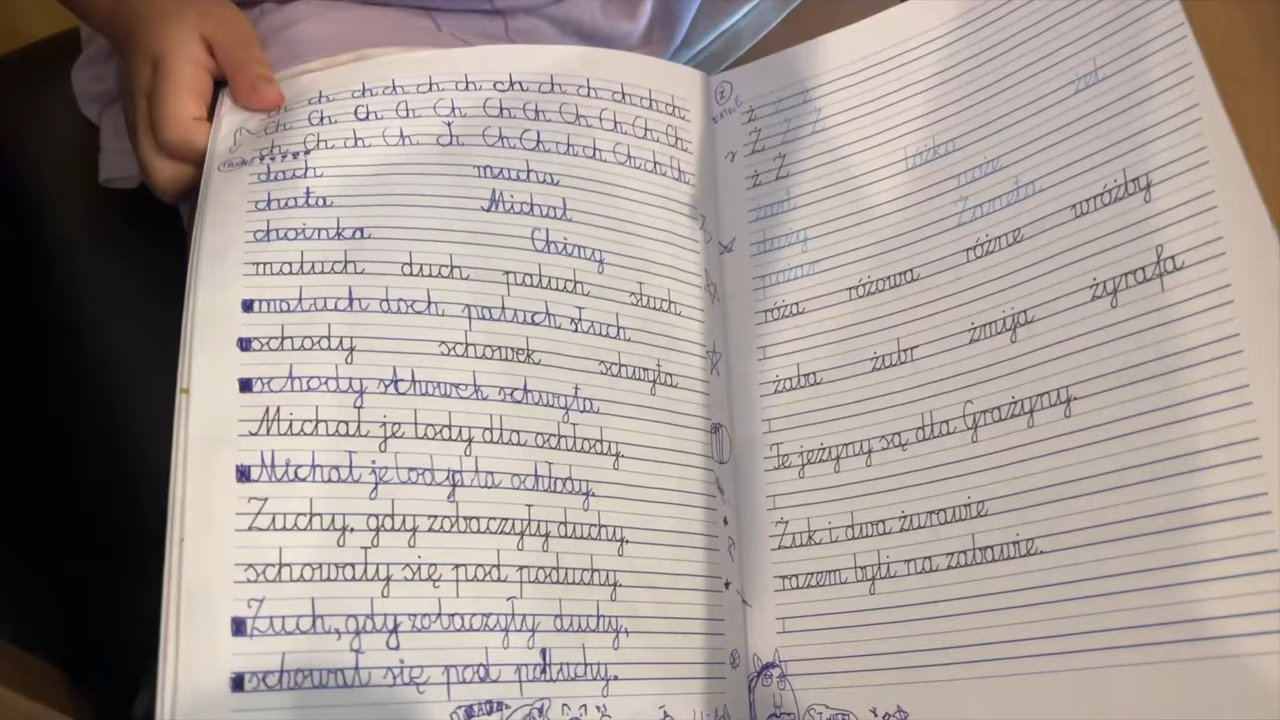 ch ch ch ch ch ch ch ch ch ch ch
Ch Ch Ch Ch Ch Ch Ch Ch Ch Ch Ch
ch Ch ch Ch ch Ch Ch ch ch Ch ch ch
dach mucha
chata Michał
choinka Chiny
maluch duch paluch słuch
maluch doch paluch słuch
schody schowek schwyta
schody schowek schwyta
Michał je lody dla ochłody.
Michał je lody dla ochłody.
Zuchy, gdy zobaczyły duchy,
schowały się pod poduchy.
Zuch, gdy zobaczyły duchy,
schował się pod poduchy.
ż
ż ż ż żel
Ż Ż Ż łóżko
ż Ż noże
żart Żaneta
duży
pożar
róża różowa różne wróżby
żaba żubr żmija żyrafa
Te jeżyny są dla Grażyny.
Żuk i dwa żurawie
razem byli na zabawie.